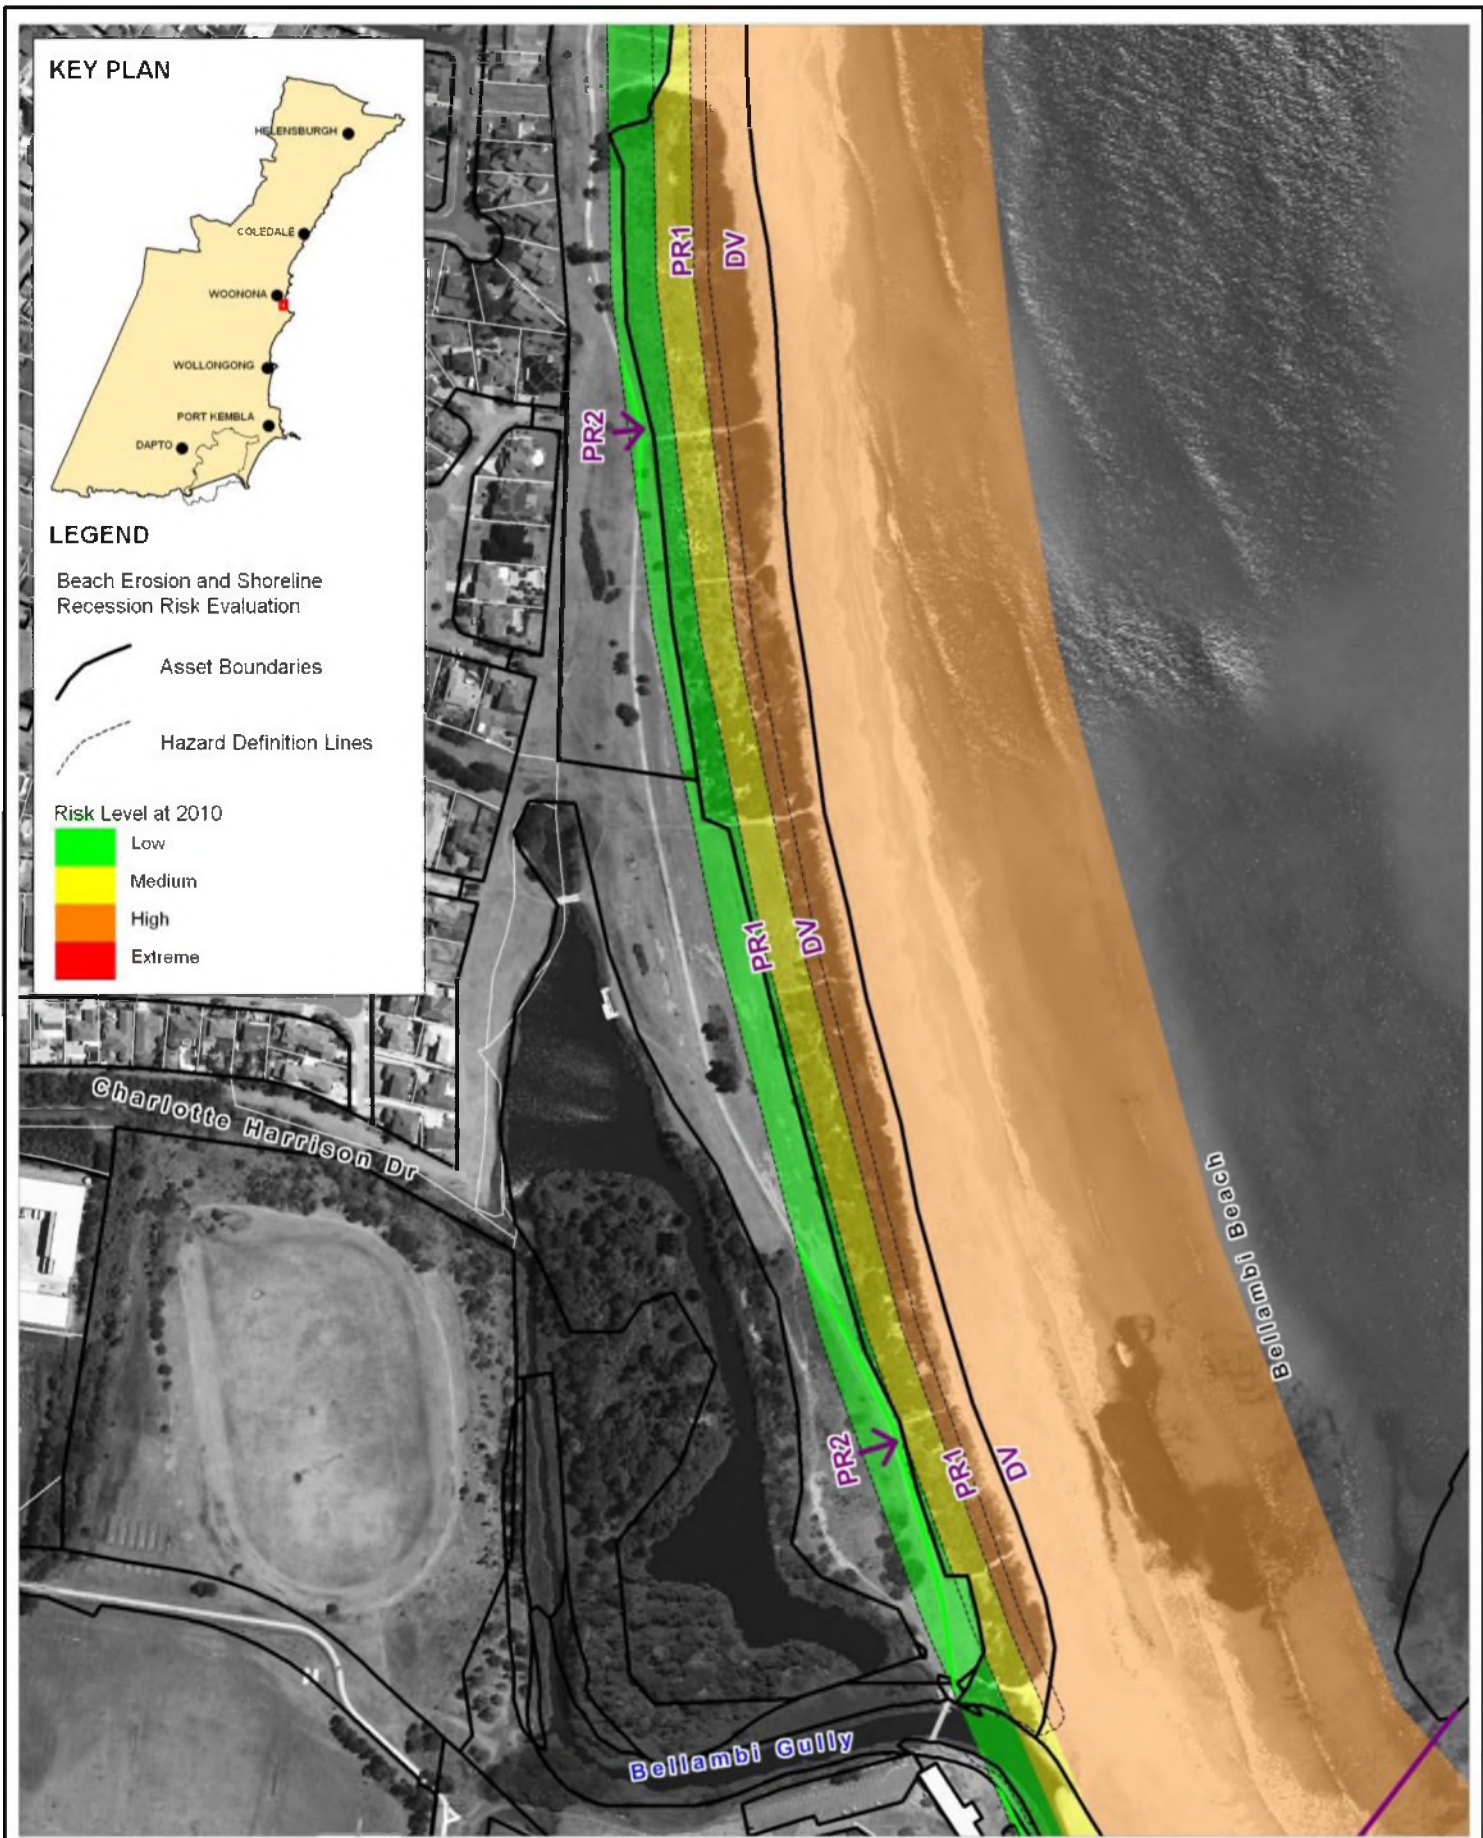 KEY PLAN
HELENSBURGH
COLEDALE
WOONONA
WOLLONGONG
PORT KEMBLA
DAPTO
LEGEND
Beach Erosion and Shoreline
Recession Risk Evaluation
Asset Boundaries
Hazard Definition Lines
Risk Level at 2010
Low
Medium
High
Extreme
PR1
DV
PR2
PR1
DV
Charlotte Harrison Dr
Bellambi Beach
PR2
PR1
DV
Bellambi Gully